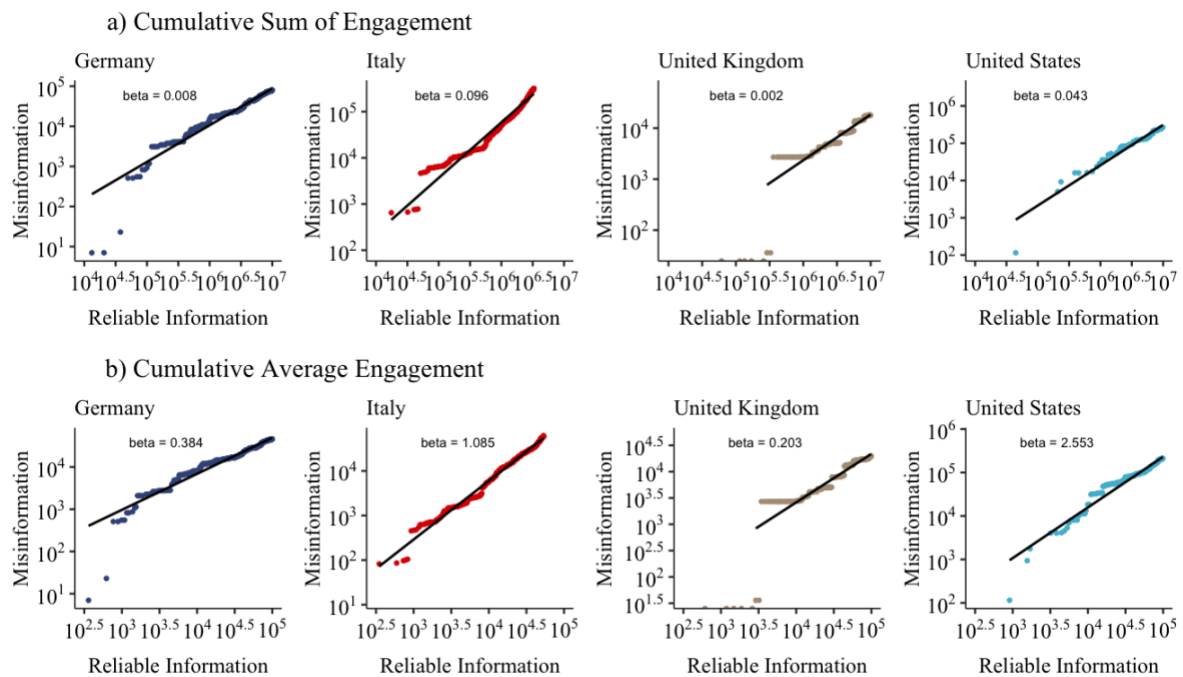 a) Cumulative Sum of Engagement
Germany
beta = 0.008
Misinformation
10^5
10^4
10^3
10^2
10^1
10^4 10^4.5 10^5 10^5.5 10^6 10^6.5 10^7
Reliable Information
Italy
beta = 0.096
Misinformation
10^5
10^4
10^3
10^2
10^4 10^4.5 10^5 10^5.5 10^6 10^6.5 10^7
Reliable Information
United Kingdom
beta = 0.002
Misinformation
10^4
10^3
10^2
10^4 10^4.5 10^5 10^5.5 10^6 10^6.5 10^7
Reliable Information
United States
beta = 0.043
Misinformation
10^6
10^5
10^4
10^3
10^2
10^4 10^4.5 10^5 10^5.5 10^6 10^6.5 10^7
Reliable Information
b) Cumulative Average Engagement
Germany
beta = 0.384
Misinformation
10^4
10^3
10^2
10^1
10^2.5 10^3 10^3.5 10^4 10^4.5 10^5
Reliable Information
Italy
beta = 1.085
Misinformation
10^4
10^3
10^2
10^1
10^2.5 10^3 10^3.5 10^4 10^4.5 10^5
Reliable Information
United Kingdom
beta = 0.203
Misinformation
10^4.5
10^4
10^3.5
10^3
10^2.5
10^2
10^1.5
10^2.5 10^3 10^3.5 10^4 10^4.5 10^5
Reliable Information
United States
beta = 2.553
Misinformation
10^6
10^5
10^4
10^3
10^2
10^2.5 10^3 10^3.5 10^4 10^4.5 10^5
Reliable Information